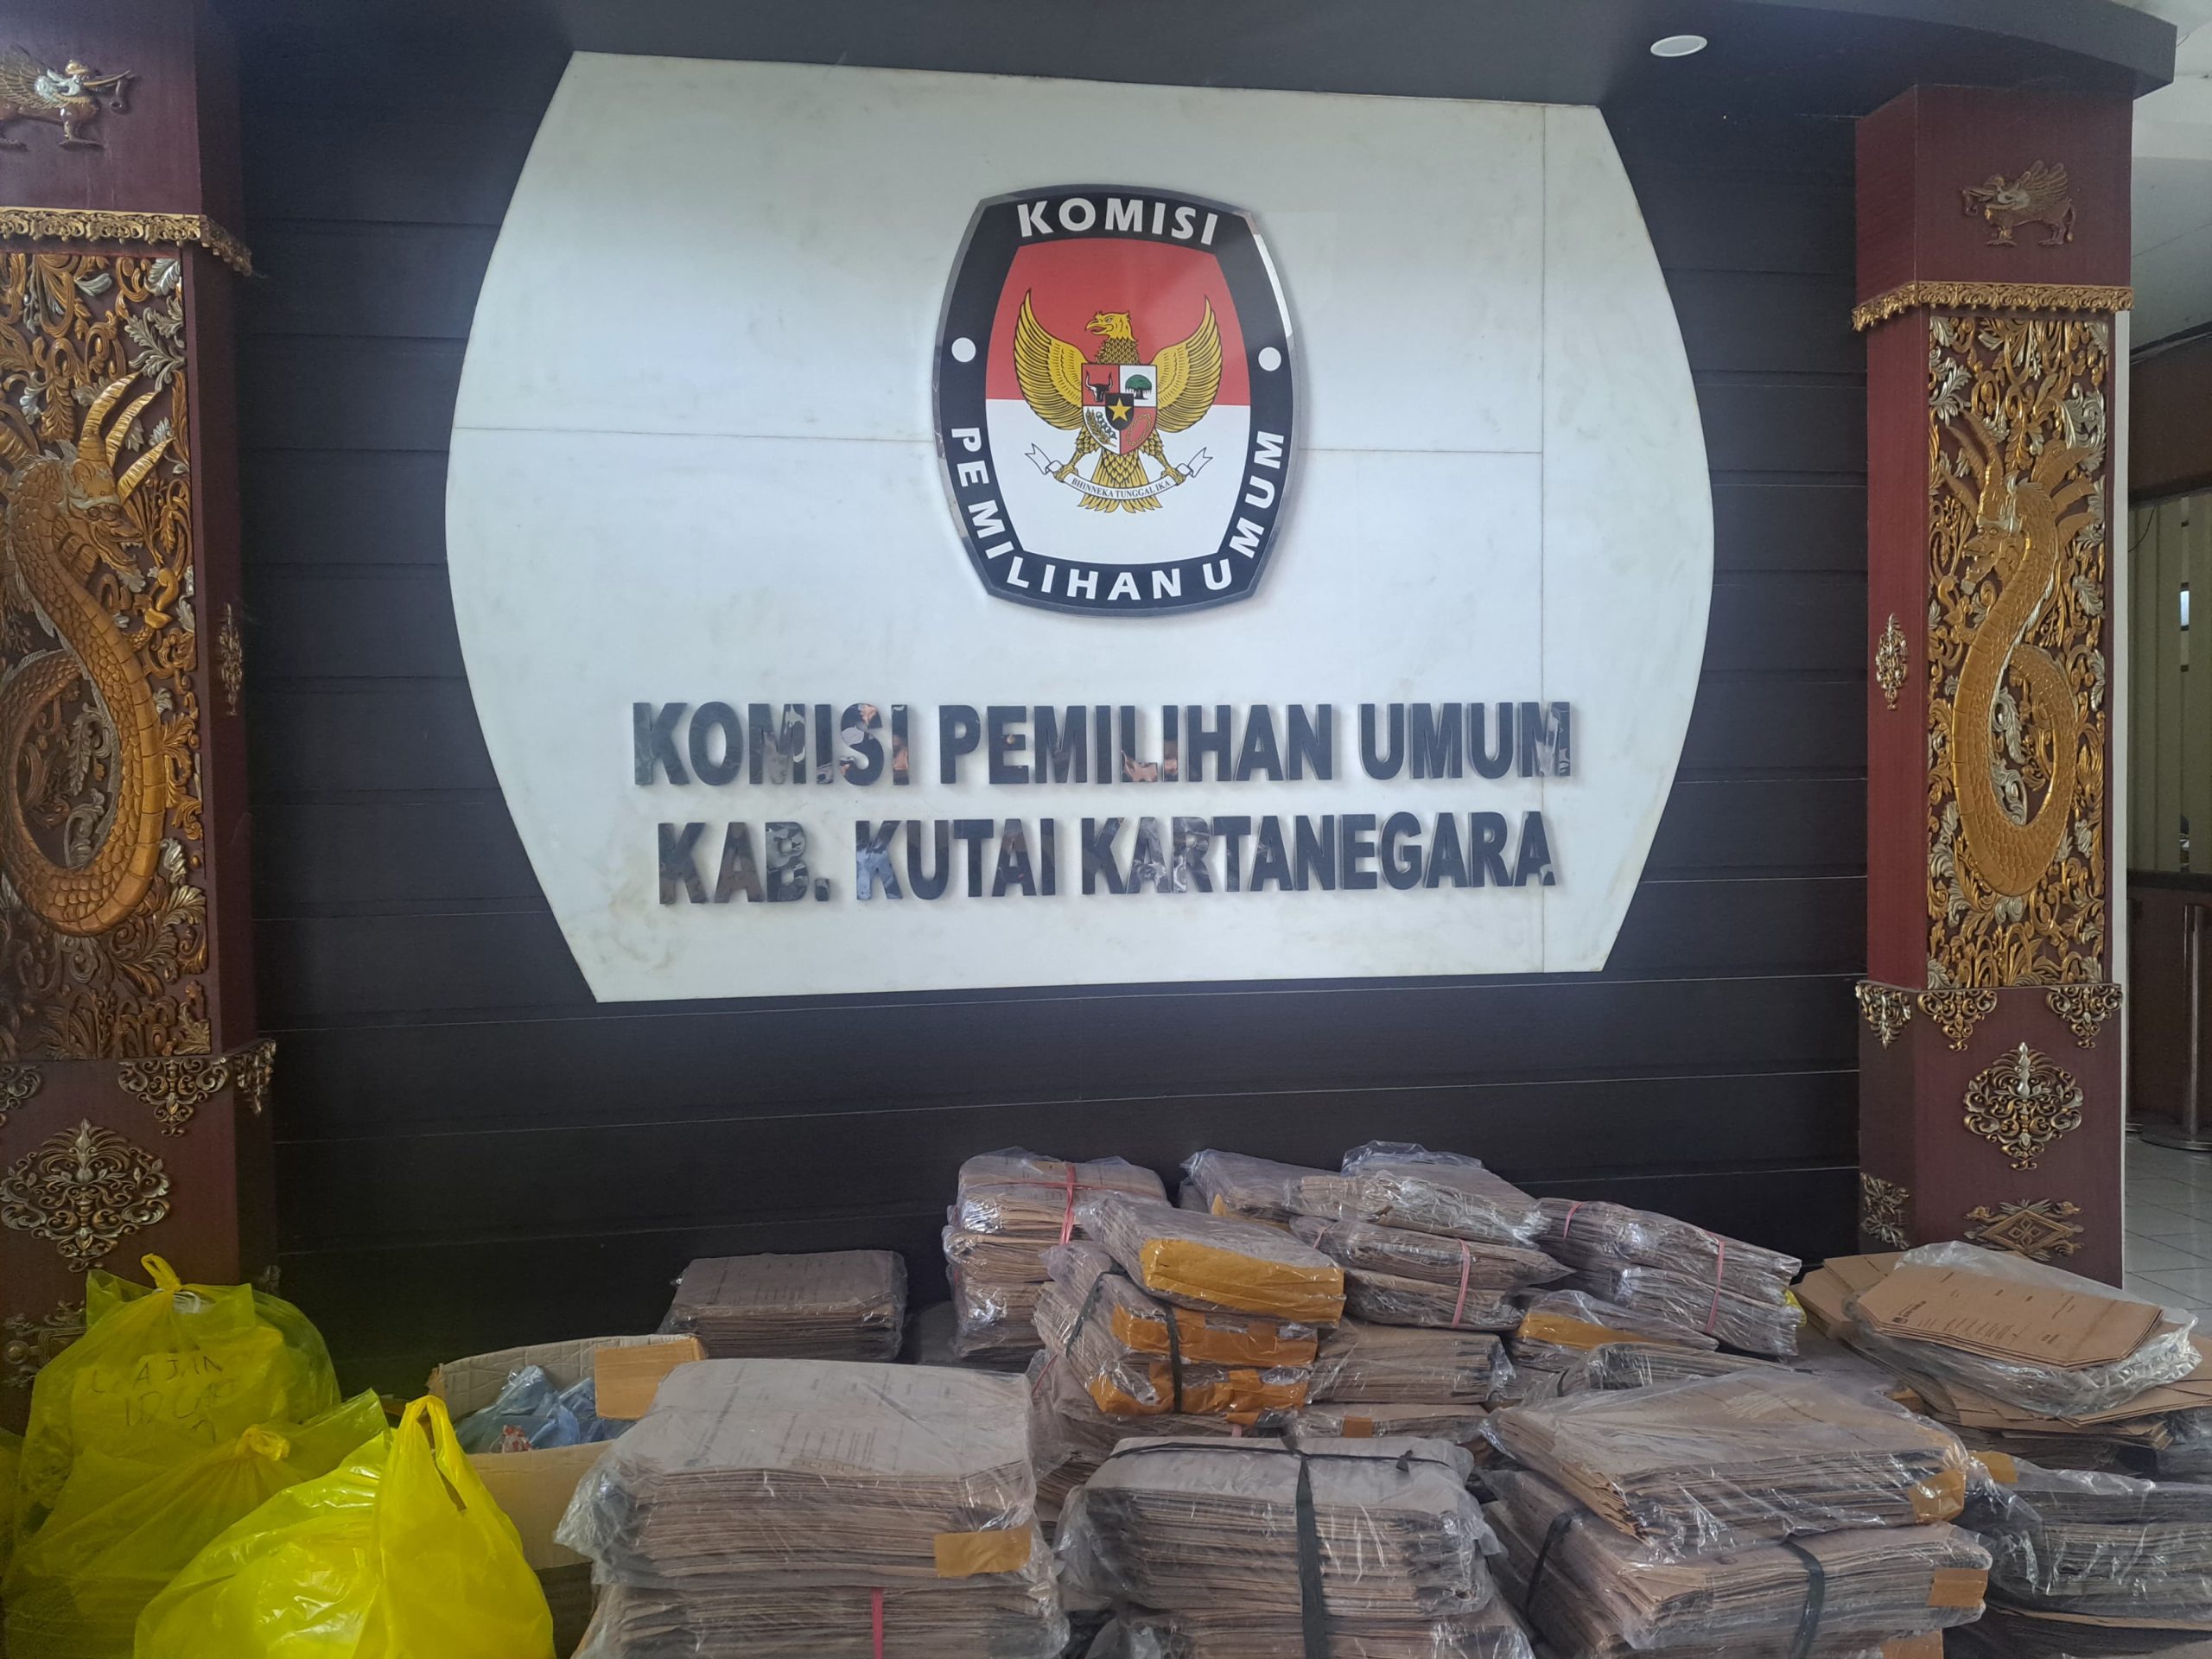 KOMISI
PEMILIHAN UMUM
BHINNEKA TUNGGAL IKA
KOMISI PEMILIHAN UMUM
KAB. KUTAI KARTANEGARA